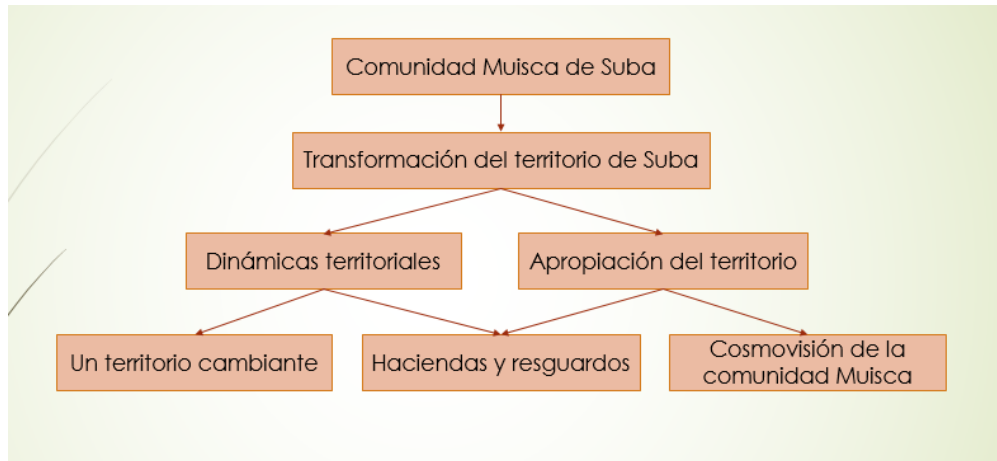 Comunidad Muisca de Suba
Transformación del territorio de Suba
Dinámicas territoriales
Apropiación del territorio
Un territorio cambiante
Haciendas y resguardos
Cosmovisión de la
comunidad Muisca